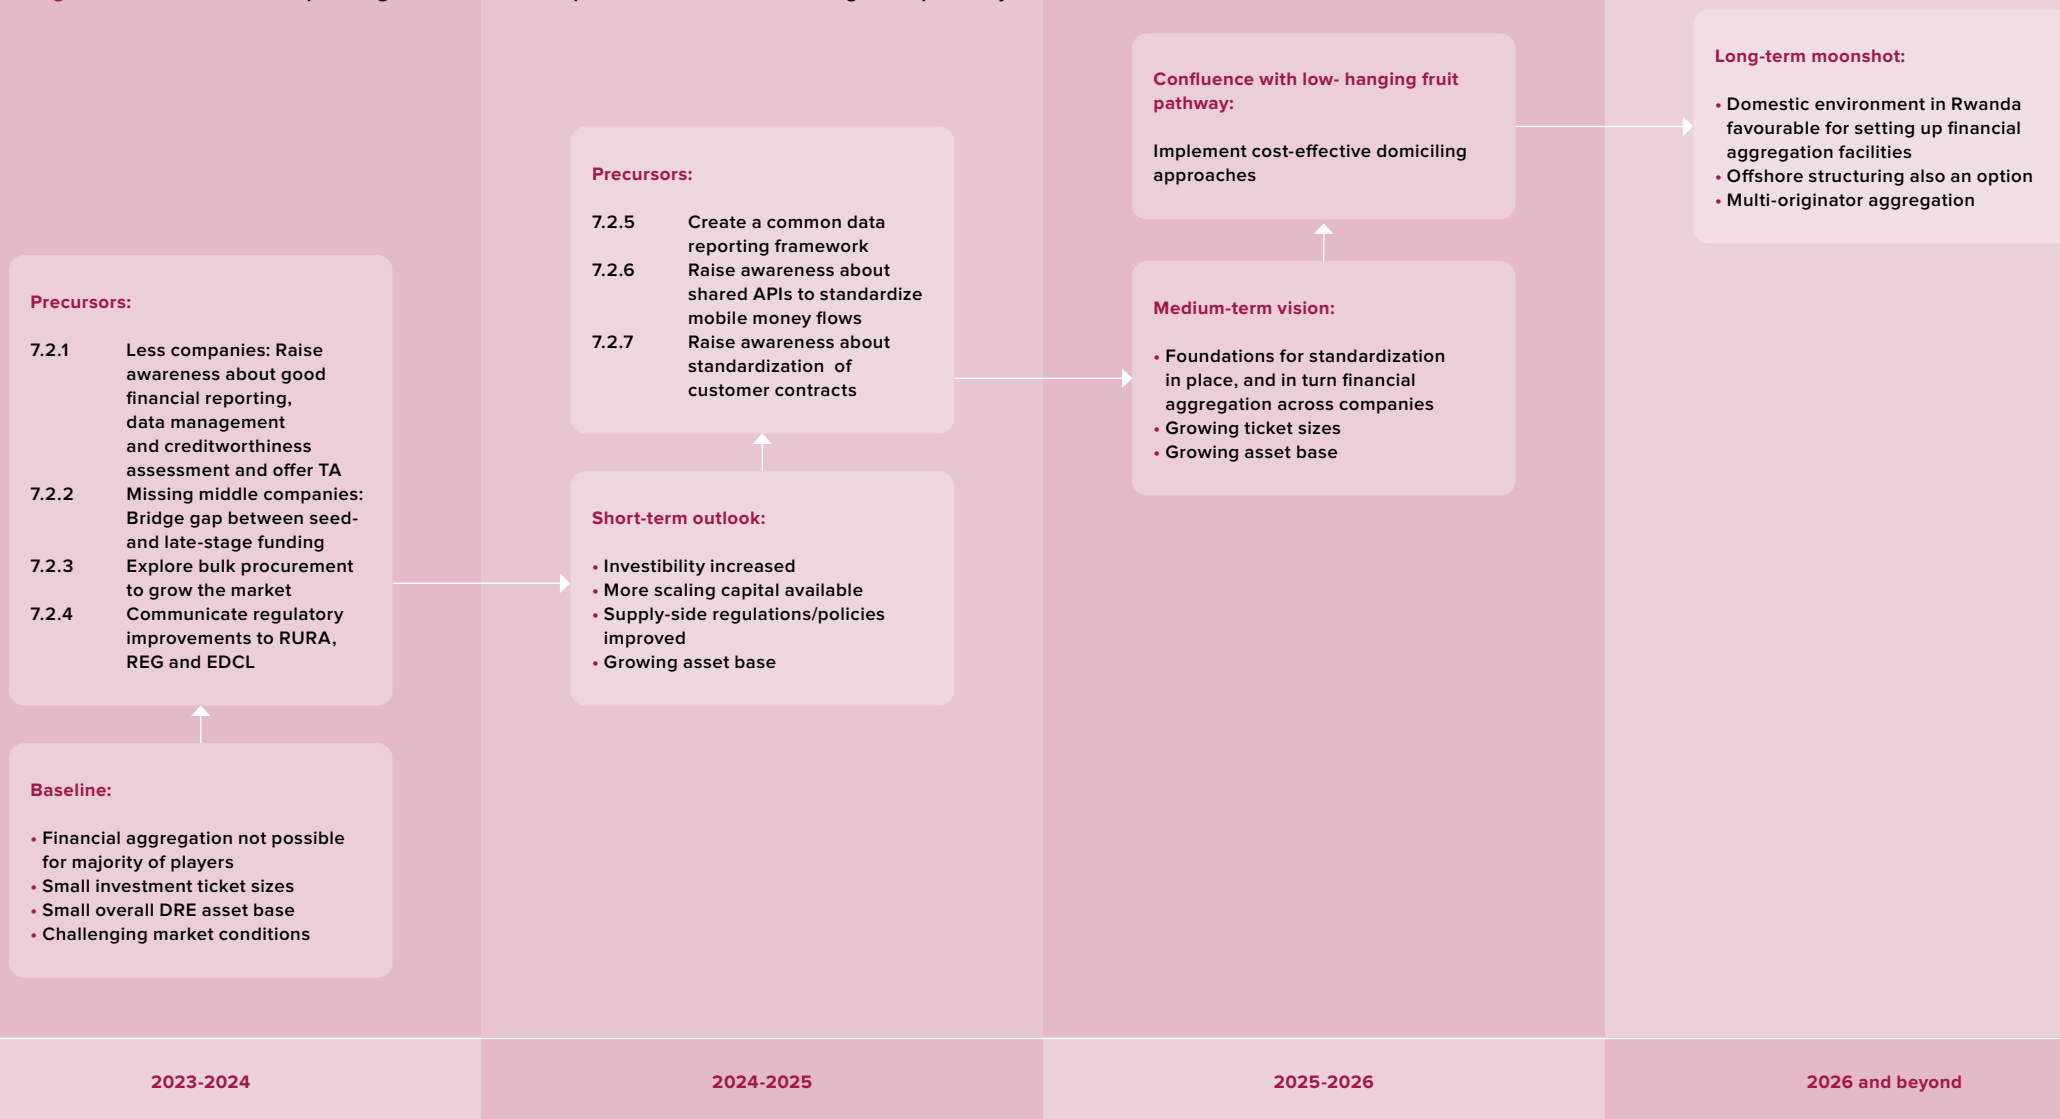 Precursors:
7.2.1 Less companies: Raise
awareness about good
financial reporting,
data management
and creditworthiness
assessment and offer TA
7.2.2 Missing middle companies:
Bridge gap between seed-
and late-stage funding
7.2.3 Explore bulk procurement
to grow the market
7.2.4 Communicate regulatory
improvements to RURA,
REG and EDCL
Baseline:
• Financial aggregation not possible
for majority of players
• Small investment ticket sizes
• Small overall DRE asset base
• Challenging market conditions
2023-2024
Precursors:
7.2.5 Create a common data
reporting framework
7.2.6 Raise awareness about
shared APIs to standardize
mobile money flows
7.2.7 Raise awareness about
standardization of
customer contracts
Short-term outlook:
• Investibility increased
• More scaling capital available
• Supply-side regulations/policies
improved
• Growing asset base
2024-2025
Confluence with low- hanging fruit
pathway:
Implement cost-effective domiciling
approaches
Medium-term vision:
• Foundations for standardization
in place, and in turn financial
aggregation across companies
• Growing ticket sizes
• Growing asset base
2025-2026
Long-term moonshot:
• Domestic environment in Rwanda
favourable for setting up financial
aggregation facilities
• Offshore structuring also an option
• Multi-originator aggregation
2026 and beyond